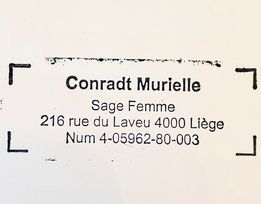 Conradt Murielle
Sage Femme
216 rue du Laveu 4000 Liège
Num 4-05962-80-003